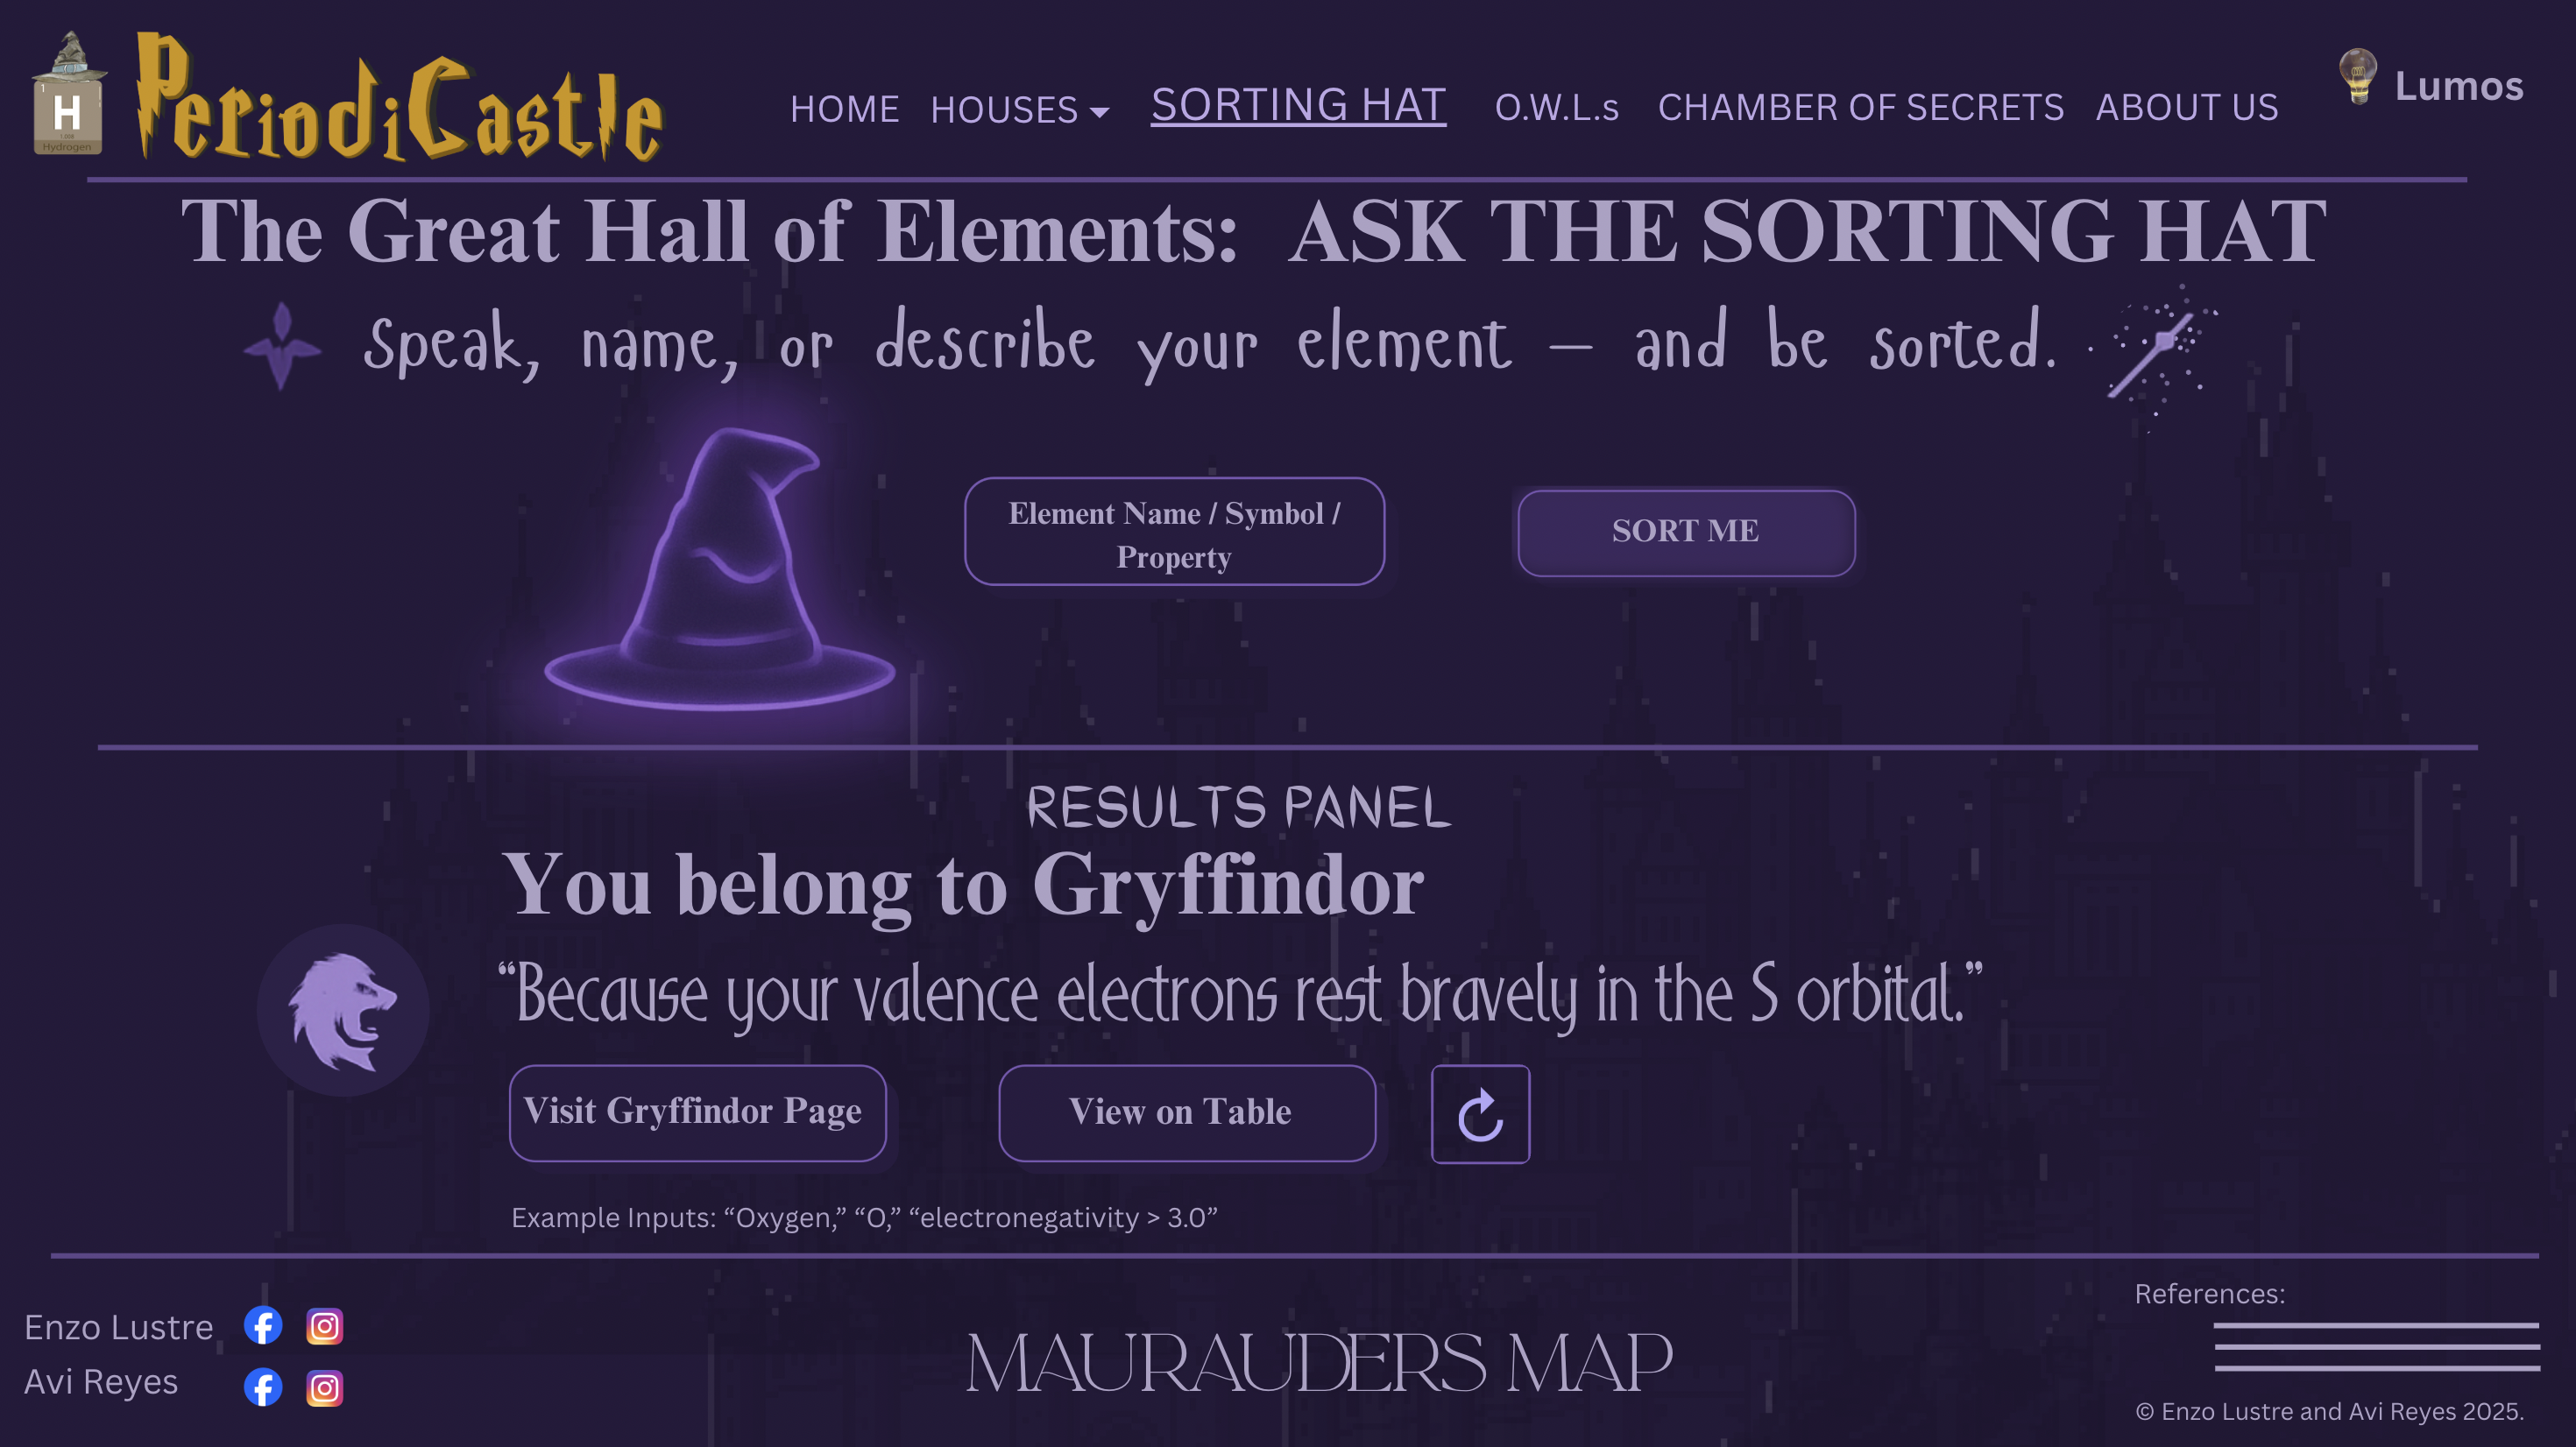 1
H
1.008
Hydrogen
PeriodiCastle
HOME HOUSES SORTING HAT O.W.L.s CHAMBER OF SECRETS ABOUT US
Lumos
The Great Hall of Elements: ASK THE SORTING HAT
Speak, name, or describe your element – and be sorted.
Element Name / Symbol /
Property
SORT ME
RESULTS PANEL
You belong to Gryffindor
“Because your valence electrons rest bravely in the S orbital.”
Visit Gryffindor Page
View on Table
Example Inputs: “Oxygen,” “O,” “electronegativity > 3.0”
Enzo Lustre
Avi Reyes
MAURAUDERS MAP
References:
© Enzo Lustre and Avi Reyes 2025.